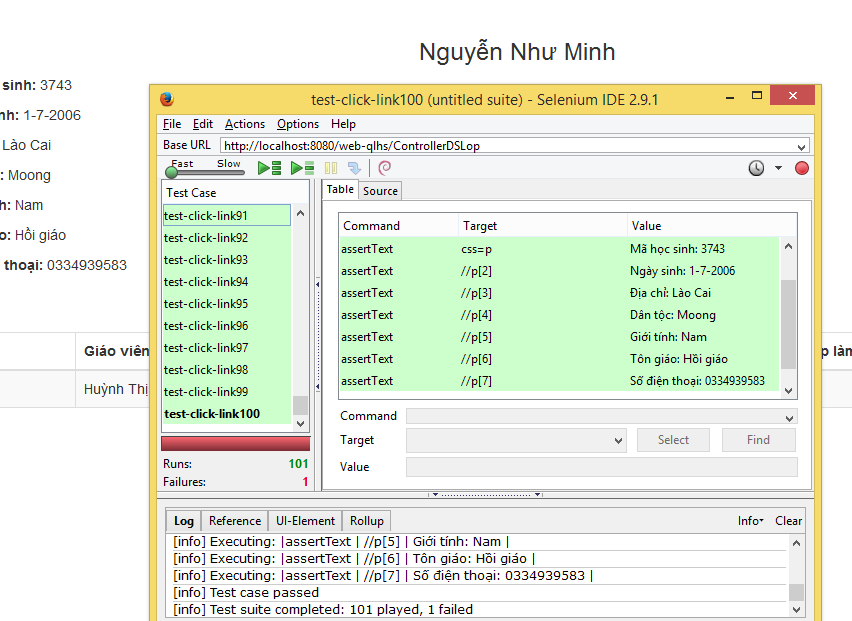 Nguyễn Như Minh
sinh: 3743
nh: 1-7-2006
Lào Cai
: Moong
h: Nam
o: Hồi giáo
thoại: 0334939583
Giáo viên
Huỳnh Thị
p làm
test-click-link100 (untitled suite) - Selenium IDE 2.9.1
File Edit Actions Options Help
Base URL http://localhost:8080/web-qlhs/ControllerDSLop
Fast Slow
Test Case
test-click-link91
test-click-link92
test-click-link93
test-click-link94
test-click-link95
test-click-link96
test-click-link97
test-click-link98
test-click-link99
test-click-link100
Runs: 101
Failures: 1
Table Source
Command Target Value
assertText css=p Mã học sinh: 3743
assertText //p[2] Ngày sinh: 1-7-2006
assertText //p[3] Địa chỉ: Lào Cai
assertText //p[4] Dân tộc: Moong
assertText //p[5] Giới tính: Nam
assertText //p[6] Tôn giáo: Hồi giáo
assertText //p[7] Số điện thoại: 0334939583
Command
Target Select Find
Value
Log Reference UI-Element Rollup Info Clear
[info] Executing: |assertText | //p[5] | Giới tính: Nam |
[info] Executing: |assertText | //p[6] | Tôn giáo: Hồi giáo |
[info] Executing: |assertText | //p[7] | Số điện thoại: 0334939583 |
[info] Test case passed
[info] Test suite completed: 101 played, 1 failed